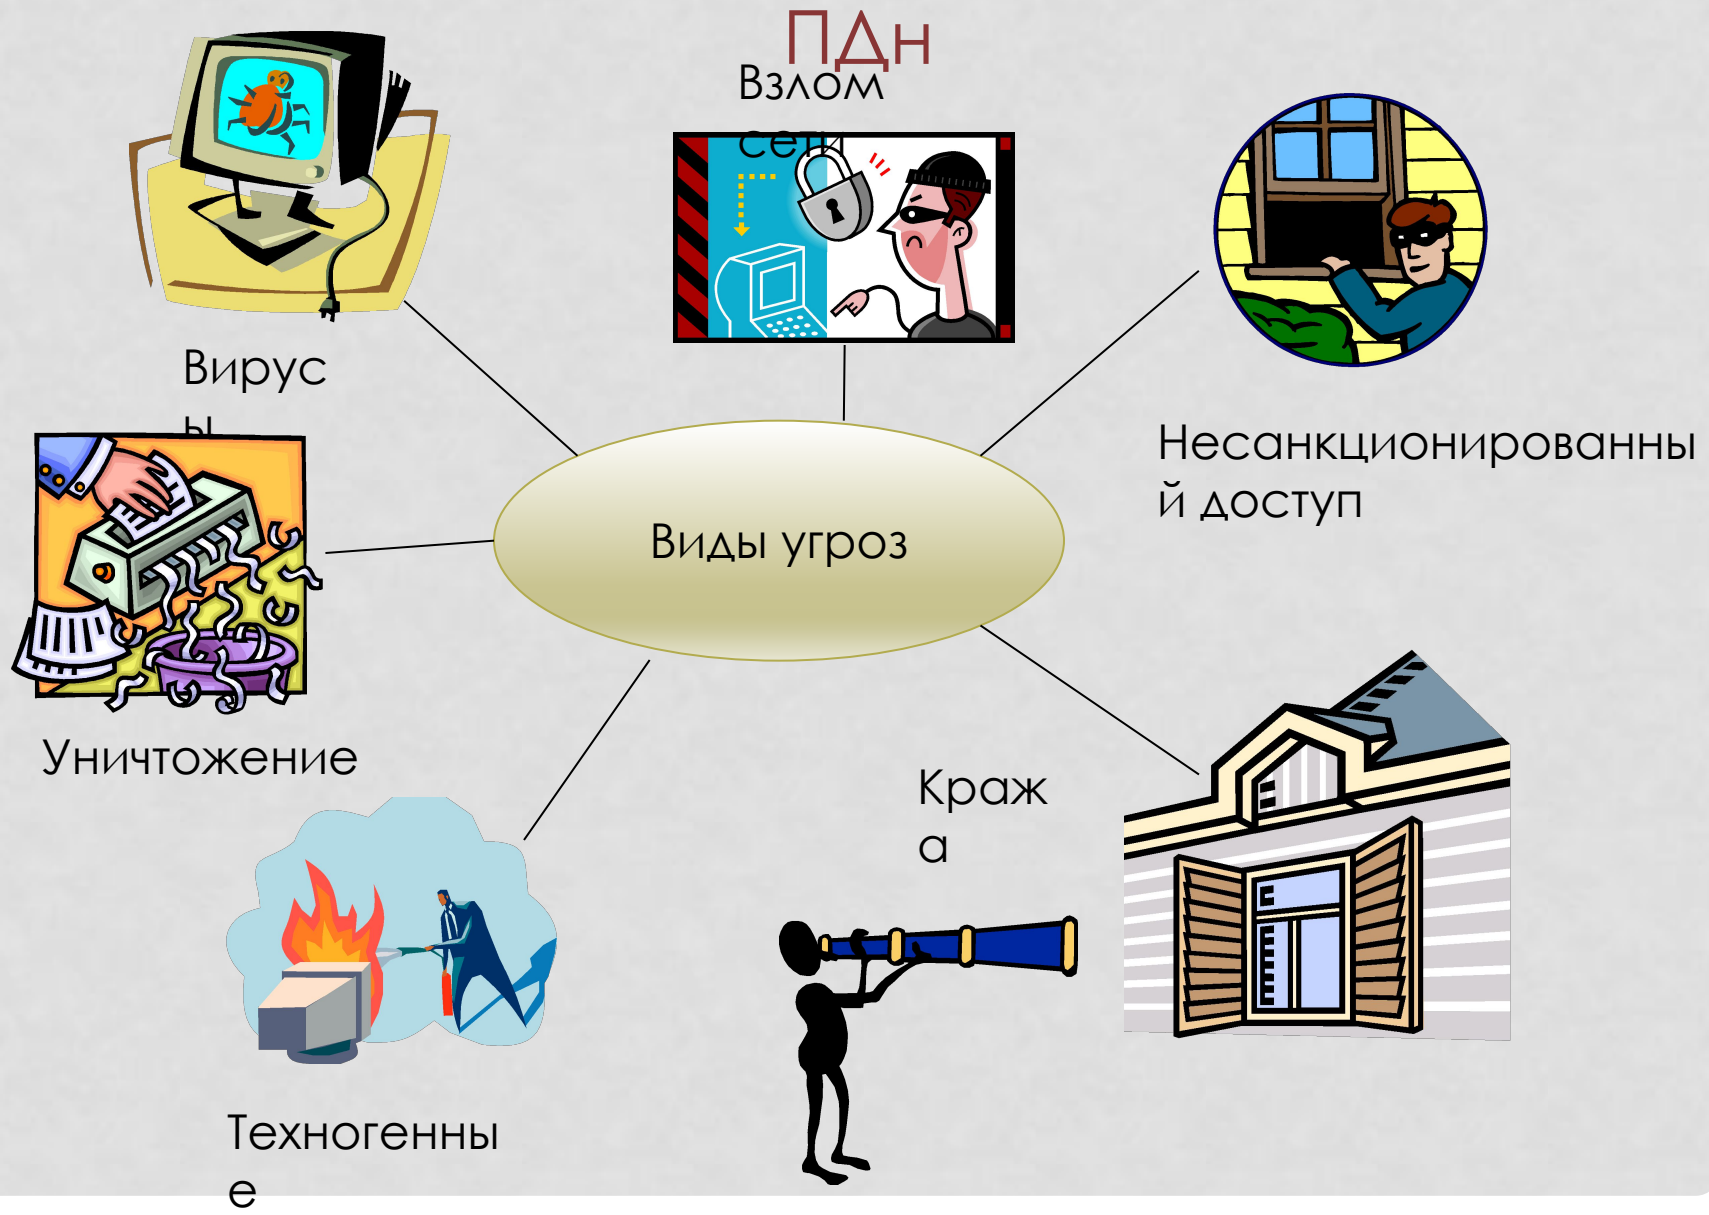 ПДн
Взлом
сети
Вирус
ы
Несанкционированны
й доступ
Виды угроз
Уничтожение
Краж
а
Техногенны
е